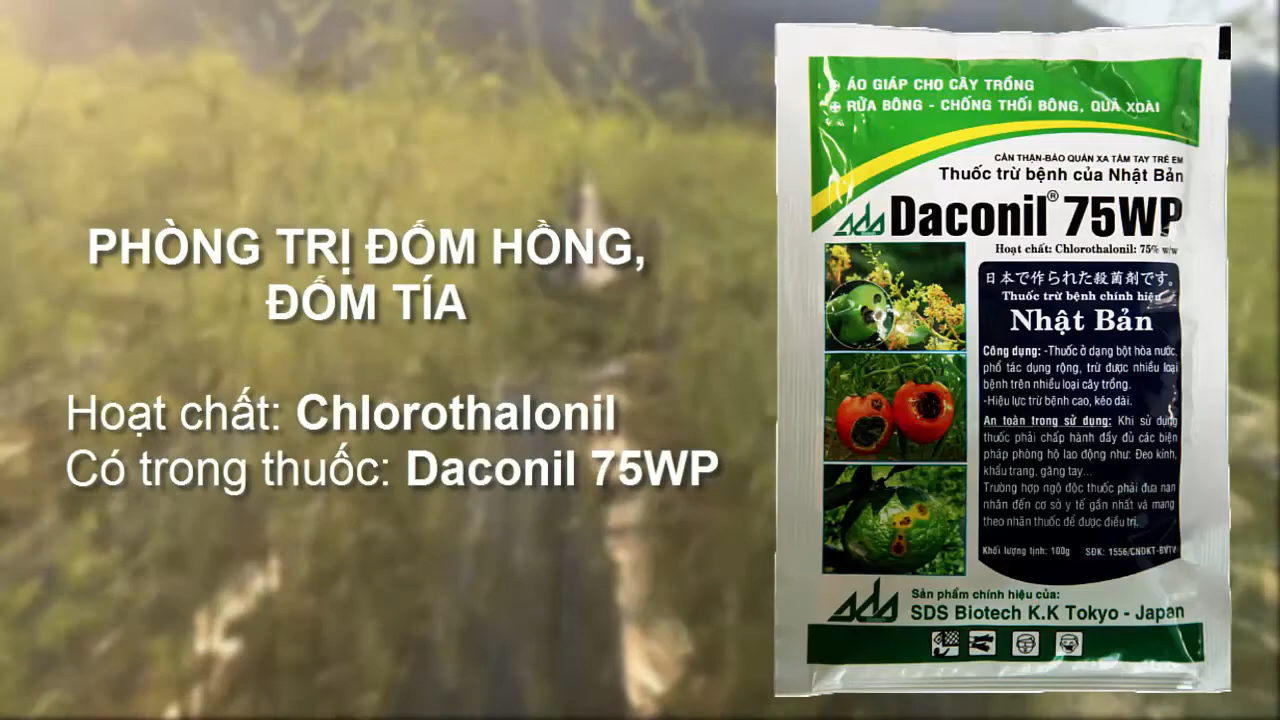 PHÒNG TRỊ ĐỐM HỒNG,
ĐỐM TÍA
Hoạt chất: Chlorothalonil
Có trong thuốc: Daconil 75WP
ÁO GIÁP CHO CÂY TRỒNG
RỬA BÔNG - CHỐNG THỐI BÔNG, QUẢ XOÀI
CẨN THẬN-BẢO QUẢN XA TẦM TAY TRẺ EM
Thuốc trừ bệnh của Nhật Bản
sds Daconil® 75WP
Hoạt chất: Chlorothalonil: 75% w/w
日本で作られた殺菌剤です。
Thuốc trừ bệnh chính hiệu
Nhật Bản
Công dụng: -Thuốc ở dạng bột hòa nước,
phổ tác dụng rộng, trừ được nhiều loại
bệnh trên nhiều loại cây trồng.
-Hiệu lực trừ bệnh cao, kéo dài.
An toàn trong sử dụng: Khi sử dụng
thuốc phải chấp hành đầy đủ các biện
pháp phòng hộ lao động như: Đeo kính,
khẩu trang, găng tay...
Trường hợp ngộ độc thuốc phải đưa nạn
nhân đến cơ sở y tế gần nhất và mang
theo nhãn thuốc để được điều trị.
Khối lượng tịnh: 100g SĐK: 1556/CNĐKT-BVTV
Sản phẩm chính hiệu của:
sds SDS Biotech K.K Tokyo - Japan